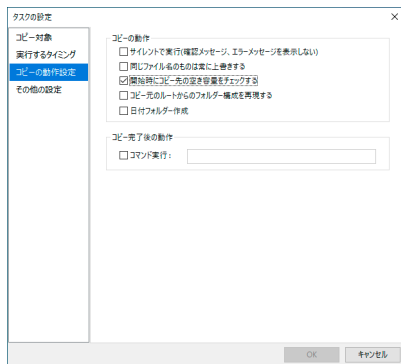 タスクの設定
コピー対象
実行するタイミング
コピーの動作設定
その他の設定
コピーの動作
サイレントで実行(確認メッセージ、エラーメッセージを表示しない)
同じファイル名のものは常に上書きする
開始時にコピー先の空き容量をチェックする
コピー元のルートからのフォルダー構成を再現する
日付フォルダー作成
コピー完了後の動作
コマンド実行：
OK
キャンセル